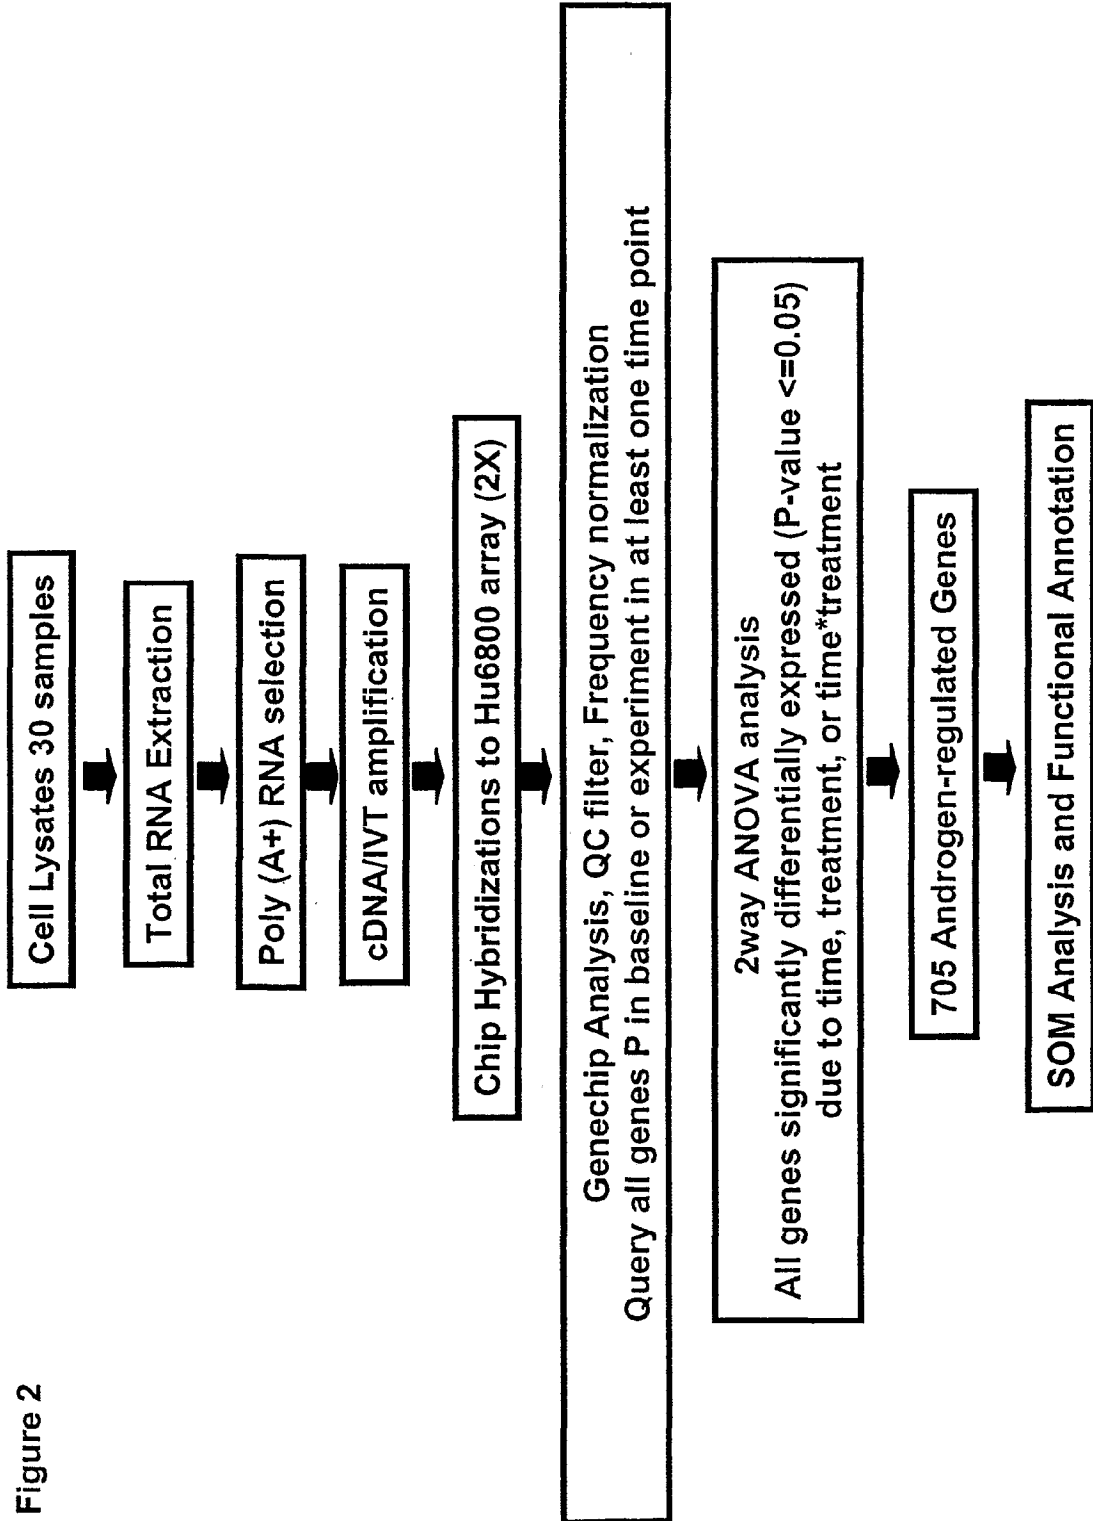 Figure 2
Cell Lysates 30 samples
Total RNA Extraction
Poly (A+) RNA selection
cDNA/IVT amplification
Chip Hybridizations to Hu6800 array (2X)
Genechip Analysis, QC filter, Frequency normalization
Query all genes P in baseline or experiment in at least one time point
2way ANOVA analysis
All genes significantly differentially expressed (P-value <=0.05)
due to time, treatment, or time*treatment
705 Androgen-regulated Genes
SOM Analysis and Functional Annotation